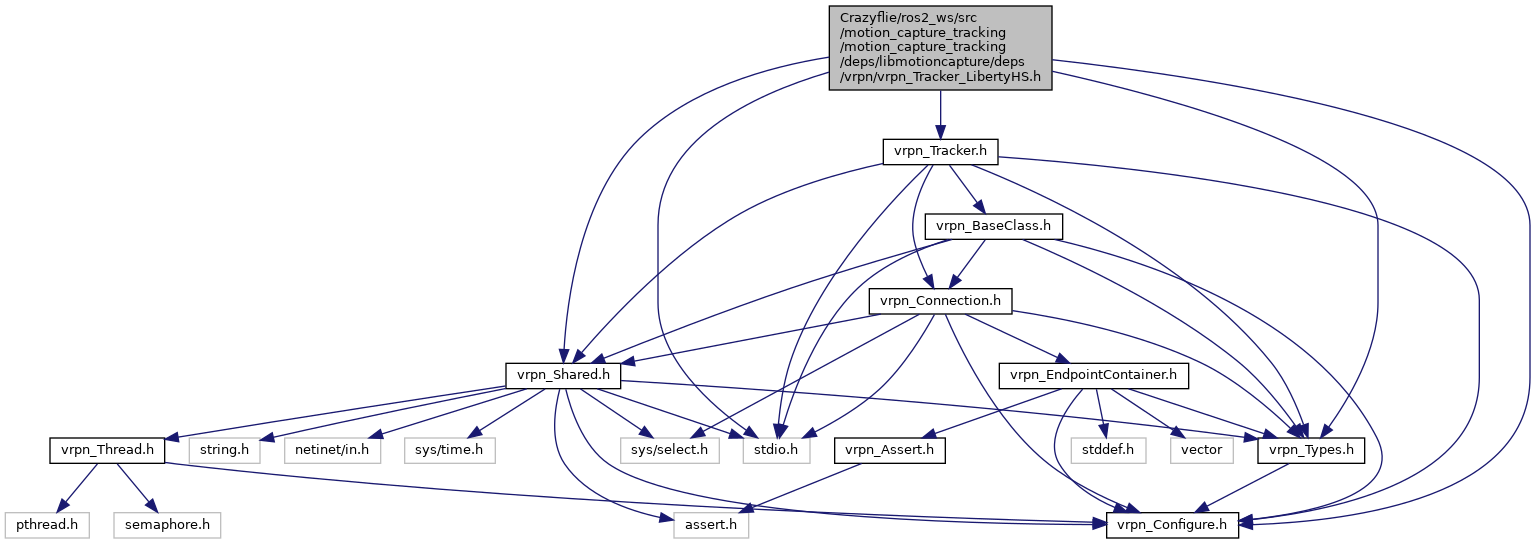 Crazyflie/ros2_ws/src
/motion_capture_tracking
/motion_capture_tracking
/deps/libmotioncapture/deps
/vrpn/vrpn_Tracker_LibertyHS.h
vrpn_Tracker.h
vrpn_BaseClass.h
vrpn_Connection.h
vrpn_Shared.h
vrpn_EndpointContainer.h
vrpn_Thread.h
string.h
netinet/in.h
sys/time.h
sys/select.h
stdio.h
vrpn_Assert.h
stddef.h
vector
vrpn_Types.h
pthread.h
semaphore.h
assert.h
vrpn_Configure.h